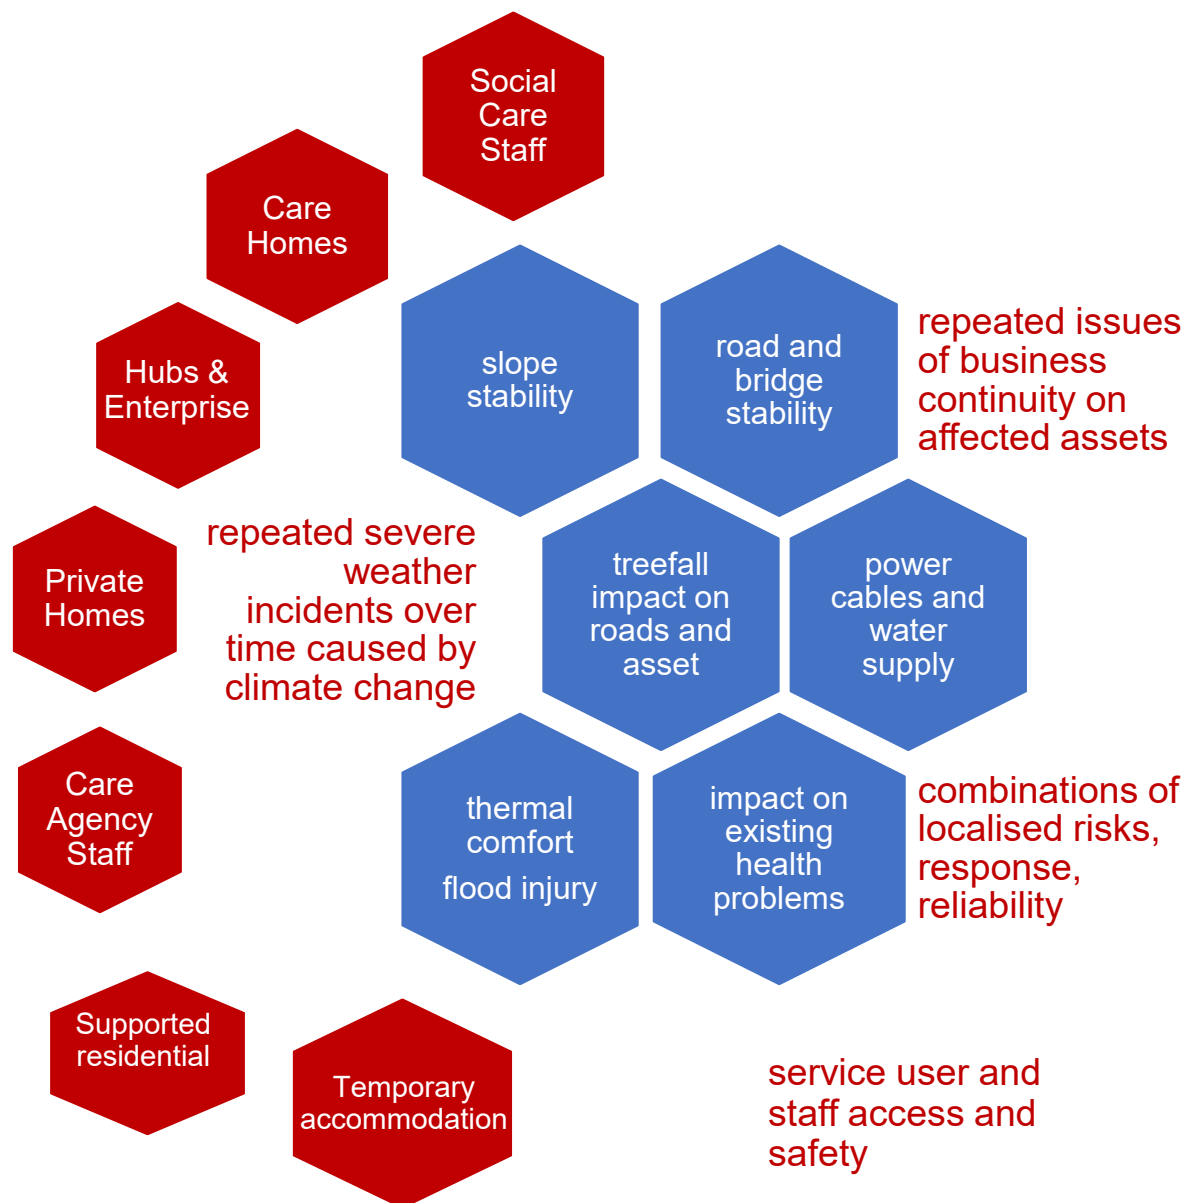 Social
Care
Staff
Care
Homes
Hubs &
Enterprise
Private
Homes
Care
Agency
Staff
Supported
residential
Temporary
accommodation
slope
stability
road and
bridge
stability
repeated issues
of business
continuity on
affected assets
repeated severe
weather
incidents over
time caused by
climate change
treefall
impact on
roads and
asset
power
cables and
water
supply
thermal
comfort
flood injury
impact on
existing
health
problems
combinations of
localised risks,
response,
reliability
service user and
staff access and
safety